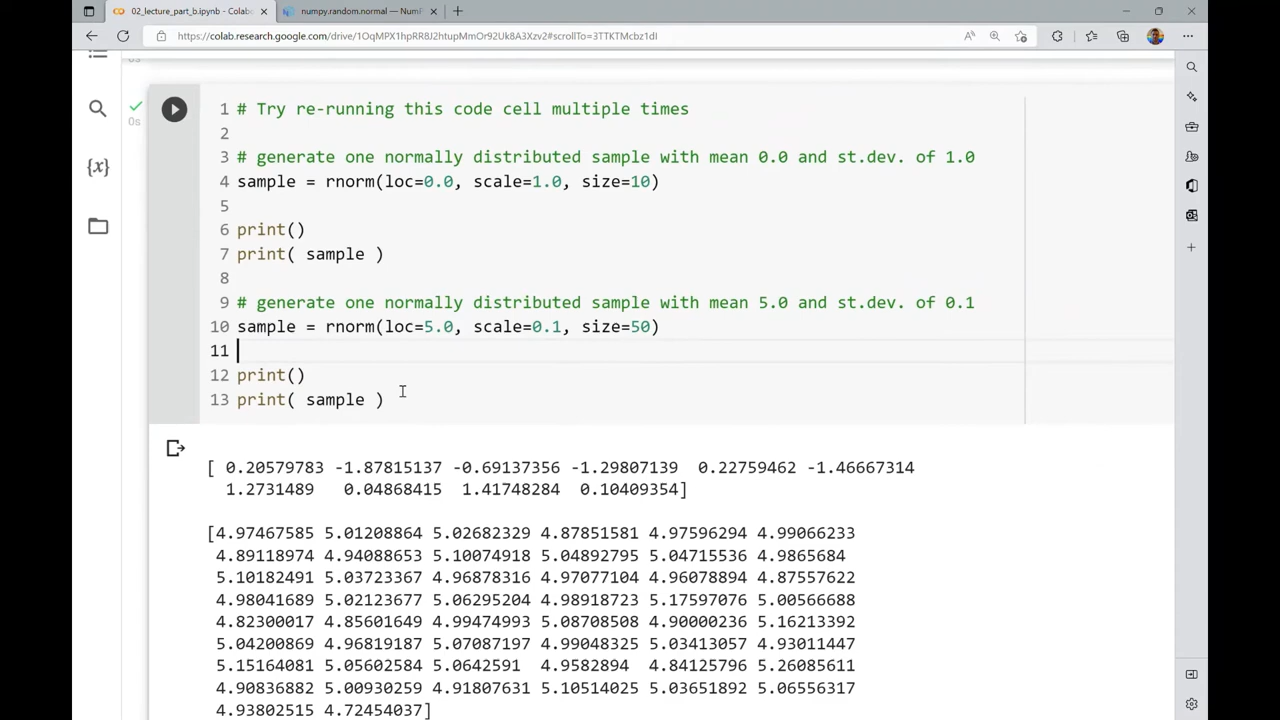 02_lecture_part_b.ipynb - Colab
numpy.random.normal — NumP
https://colab.research.google.com/drive/1OqMPX1hpRR8J2htupMmOr92Uk8A3Xzv2#scrollTo=3TTKTMcbz1dI
0s
{x}
0s
1 # Try re-running this code cell multiple times
2
3 # generate one normally distributed sample with mean 0.0 and st.dev. of 1.0
4 sample = rnorm(loc=0.0, scale=1.0, size=10)
5
6 print()
7 print( sample )
8
9 # generate one normally distributed sample with mean 5.0 and st.dev. of 0.1
10 sample = rnorm(loc=5.0, scale=0.1, size=50)
11
12 print()
13 print( sample )
[ 0.20579783 -1.87815137 -0.69137356 -1.29807139  0.22759462 -1.46667314
1.2731489   0.04868415  1.41748284  0.10409354]
[4.97467585 5.01208864 5.02682329 4.87851581 4.97596294 4.99066233
4.89118974 4.94088653 5.10074918 5.04892795 5.04715536 4.9865684
5.10182491 5.03723367 4.96878316 4.97077104 4.96078894 4.87557622
4.98041689 5.02123677 5.06295204 4.98918723 5.17597076 5.00566688
4.82300017 4.85601649 4.99474993 5.08708508 4.90000236 5.16213392
5.04200869 4.96819187 5.07087197 4.99048325 5.03413057 4.93011447
5.15164081 5.05602584 5.0642591  4.9582894  4.84125796 5.26085611
4.90836882 5.00930259 4.91807631 5.10514025 5.03651892 5.06556317
4.93802515 4.72454037]